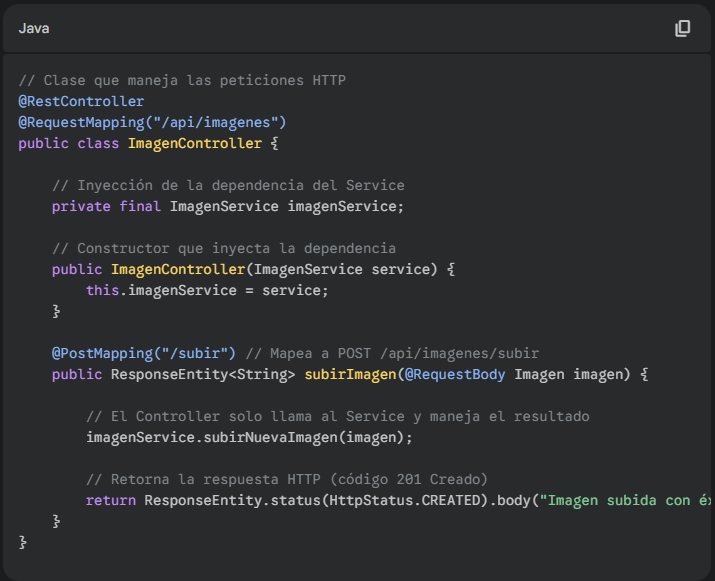 Java
// Clase que maneja las peticiones HTTP
@RestController
@RequestMapping("/api/imagenes")
public class ImagenController {
// Inyección de la dependencia del Service
private final ImagenService imagenService;
// Constructor que inyecta la dependencia
public ImagenController(ImagenService service) {
this.imagenService = service;
}
@PostMapping("/subir") // Mapea a POST /api/imagenes/subir
public ResponseEntity<String> subirImagen(@RequestBody Imagen imagen) {
// El Controller solo llama al Service y maneja el resultado
imagenService.subirNuevaImagen(imagen);
// Retorna la respuesta HTTP (código 201 Creado)
return ResponseEntity.status(HttpStatus.CREATED).body("Imagen subida con
}
}